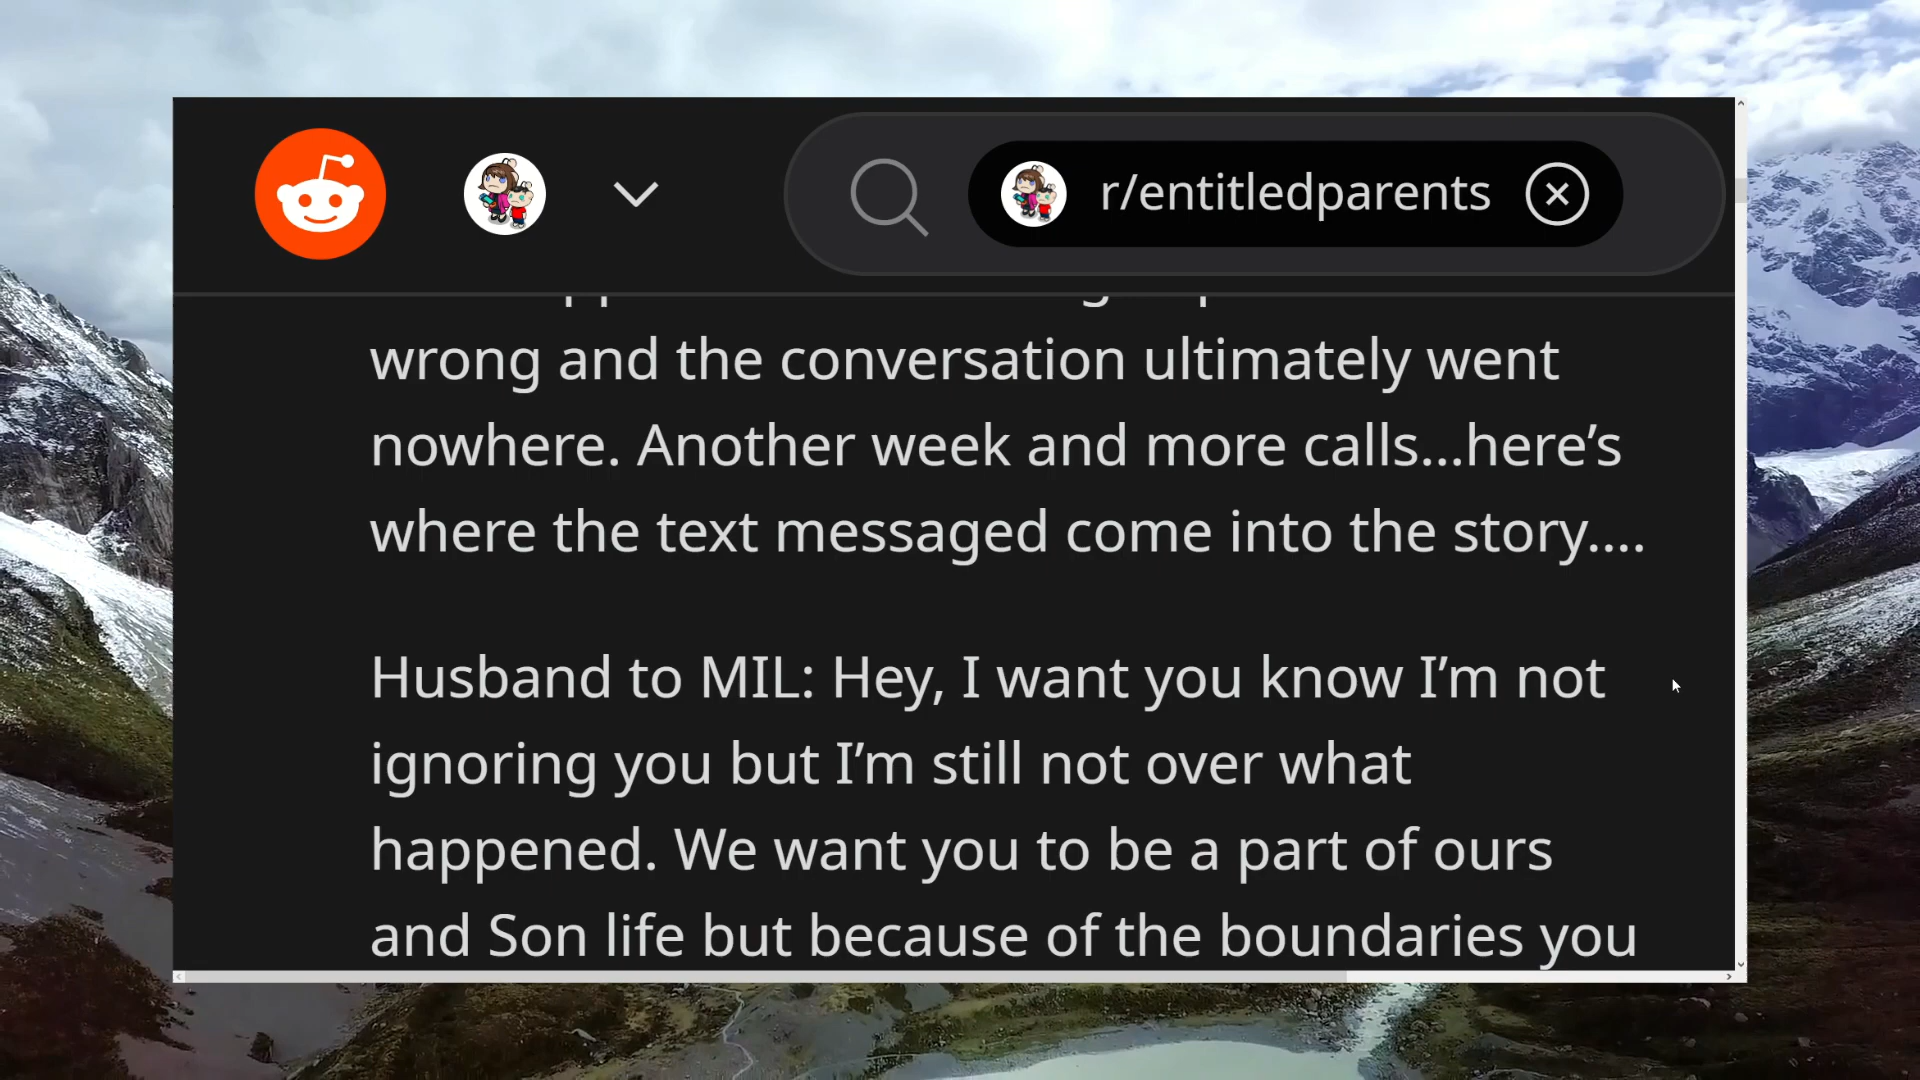 r/entitledparents
wrong and the conversation ultimately went
nowhere. Another week and more calls...here’s
where the text messaged come into the story....
Husband to MIL: Hey, I want you know I’m not
ignoring you but I’m still not over what
happened. We want you to be a part of ours
and Son life but because of the boundaries you